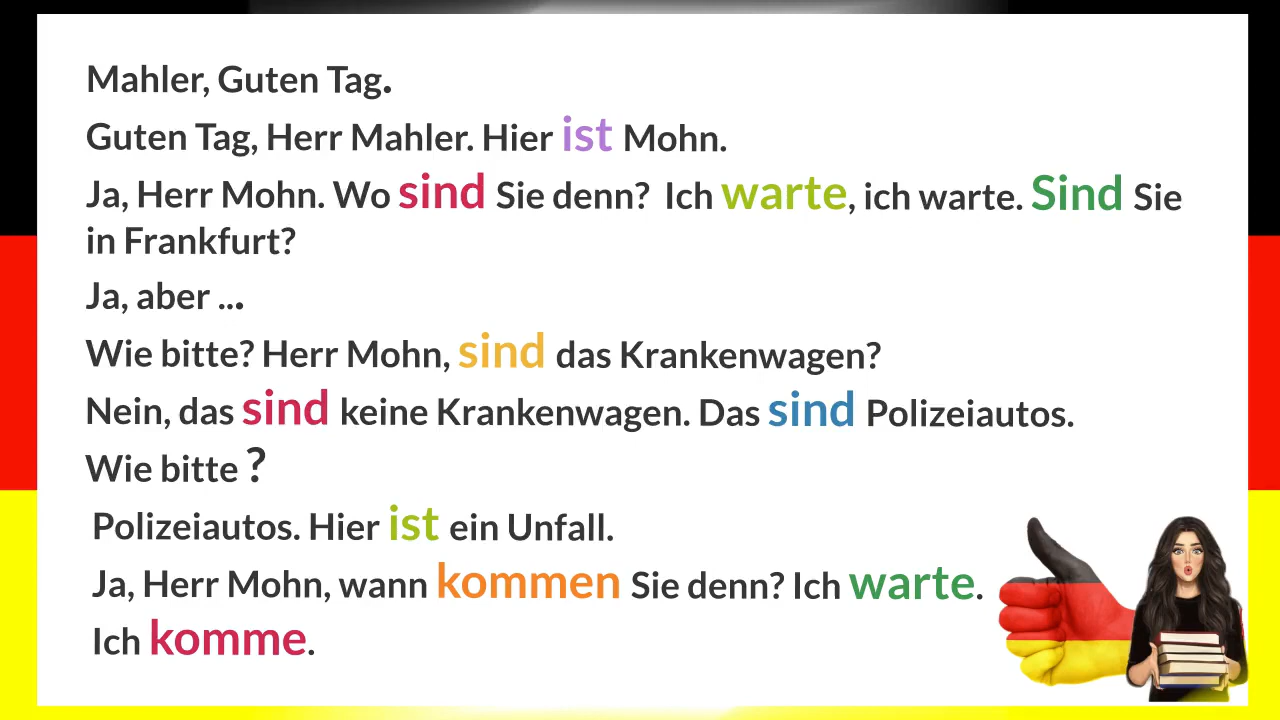 Mahler, Guten Tag.
Guten Tag, Herr Mahler. Hier ist Mohn.
Ja, Herr Mohn. Wo sind Sie denn? Ich warte, ich warte. Sind Sie
in Frankfurt?
Ja, aber ...
Wie bitte? Herr Mohn, sind das Krankenwagen?
Nein, das sind keine Krankenwagen. Das sind Polizeiautos.
Wie bitte ?
Polizeiautos. Hier ist ein Unfall.
Ja, Herr Mohn, wann kommen Sie denn? Ich warte.
Ich komme.